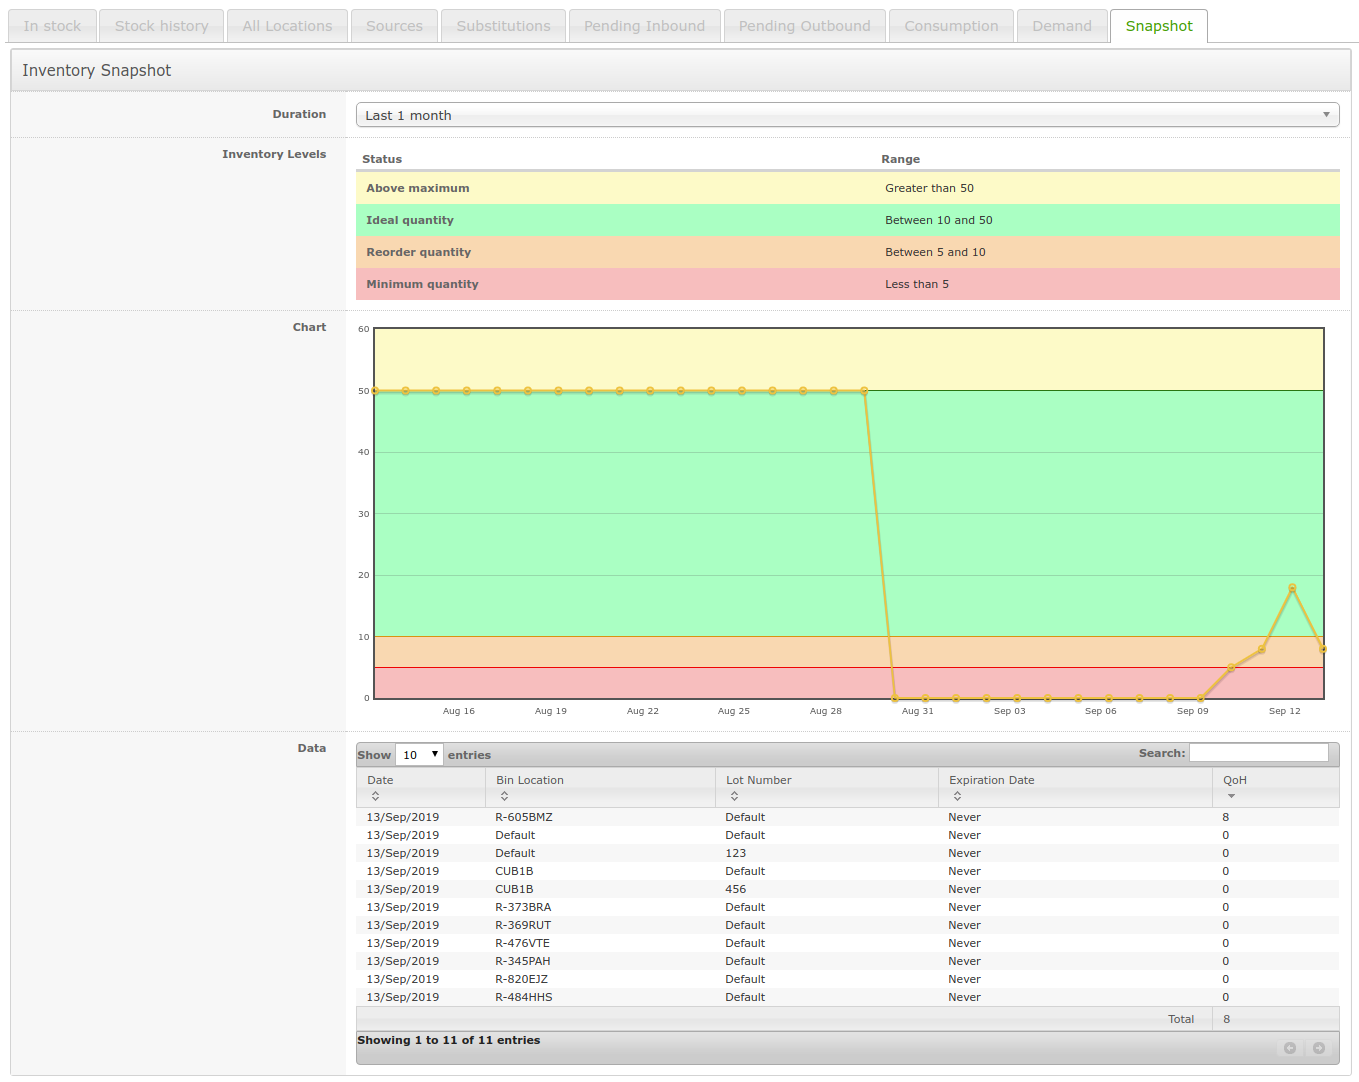 In stock Stock history All Locations Sources Substitutions Pending Inbound Pending Outbound Consumption Demand Snapshot
Inventory Snapshot
Duration Last 1 month
Inventory Levels Status Range
Above maximum Greater than 50
Ideal quantity Between 10 and 50
Reorder quantity Between 5 and 10
Minimum quantity Less than 5
Chart
60
50
40
30
20
10
0
Aug 16 Aug 19 Aug 22 Aug 25 Aug 28 Aug 31 Sep 03 Sep 06 Sep 09 Sep 12
Data
Show 10 entries Search:
Date Bin Location Lot Number Expiration Date QoH
13/Sep/2019 R-605BMZ Default Never 8
13/Sep/2019 Default Default Never 0
13/Sep/2019 Default 123 Never 0
13/Sep/2019 CUB1B Default Never 0
13/Sep/2019 CUB1B 456 Never 0
13/Sep/2019 R-373BRA Default Never 0
13/Sep/2019 R-369RUT Default Never 0
13/Sep/2019 R-476VTE Default Never 0
13/Sep/2019 R-345PAH Default Never 0
13/Sep/2019 R-820EJZ Default Never 0
13/Sep/2019 R-484HHS Default Never 0
Total 8
Showing 1 to 11 of 11 entries